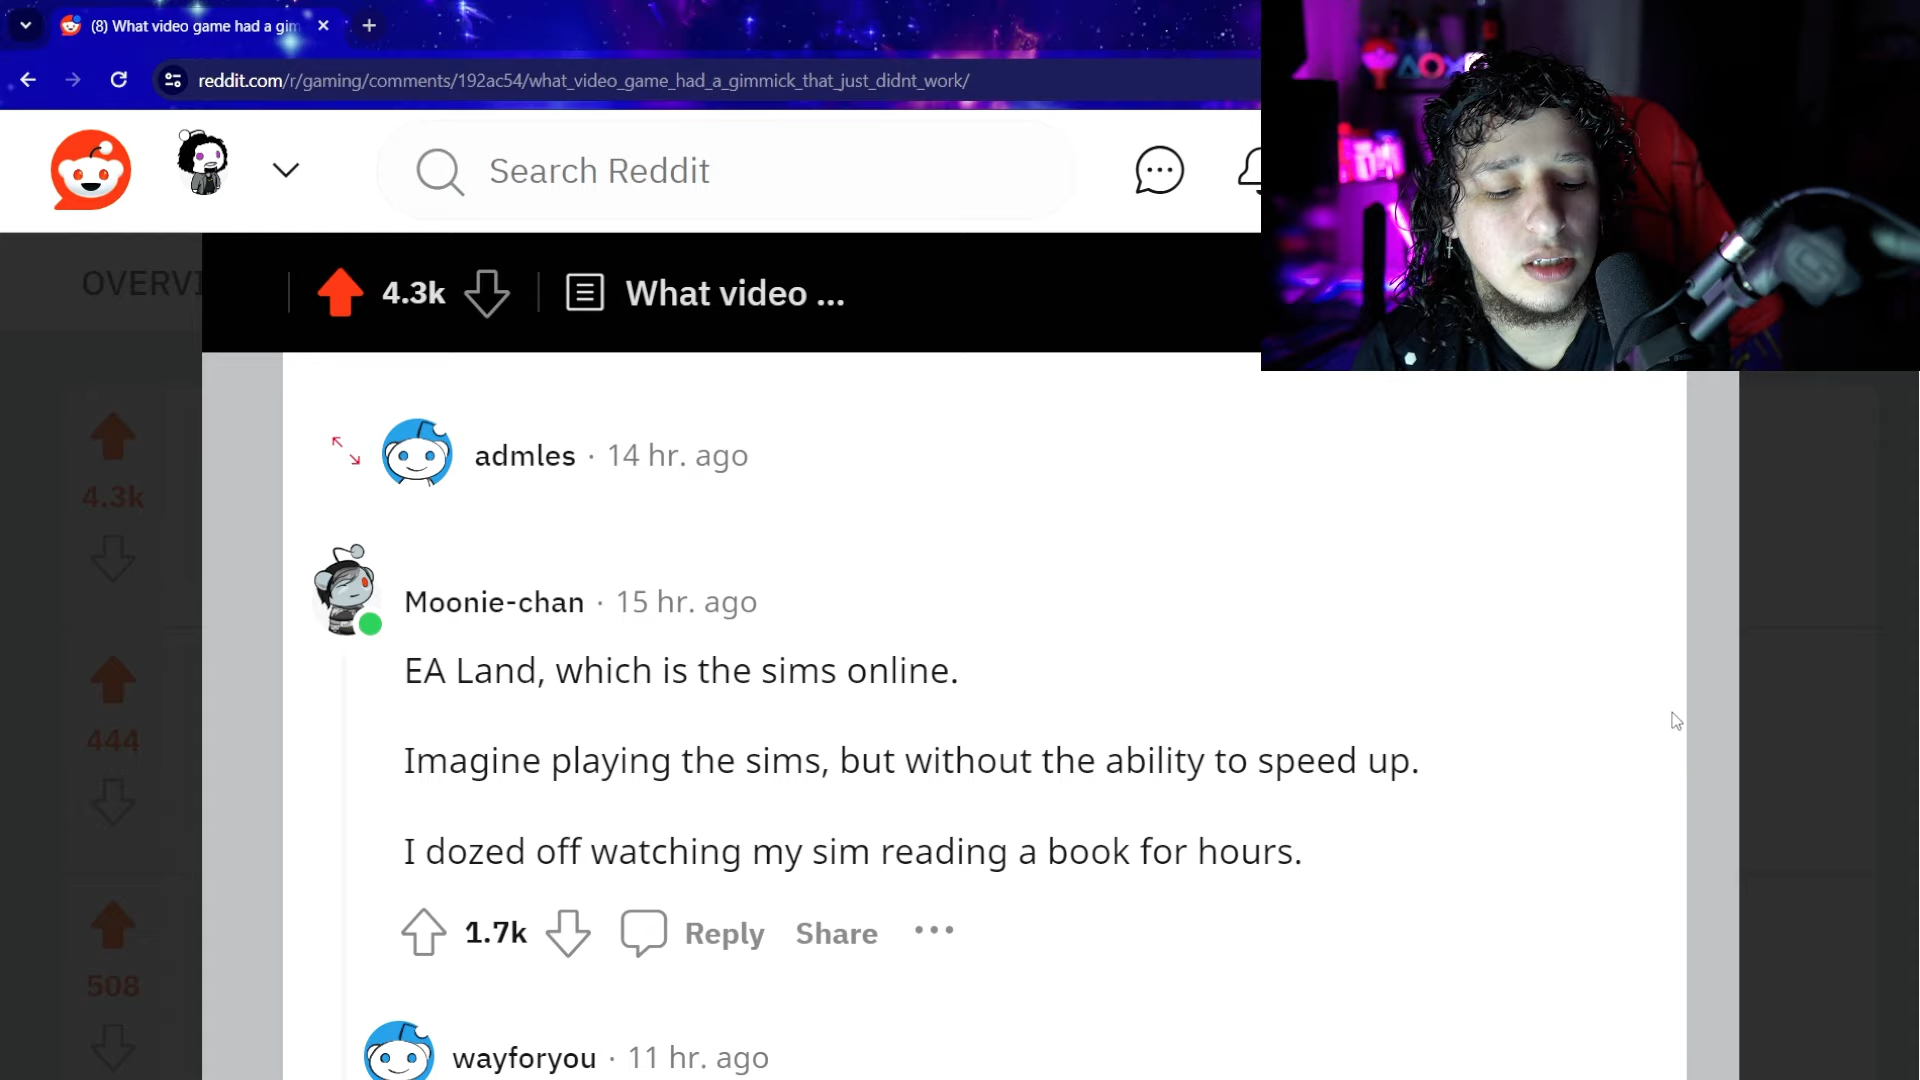 (8) What video game had a gim
reddit.com/r/gaming/comments/192ac54/what_video_game_had_a_gimmick_that_just_didnt_work/
Search Reddit
OVERVI
4.3k
What video ...
4.3k
admles · 14 hr. ago
Moonie-chan · 15 hr. ago
EA Land, which is the sims online.
Imagine playing the sims, but without the ability to speed up.
444
I dozed off watching my sim reading a book for hours.
1.7k Reply Share
508
wayforyou · 11 hr. ago